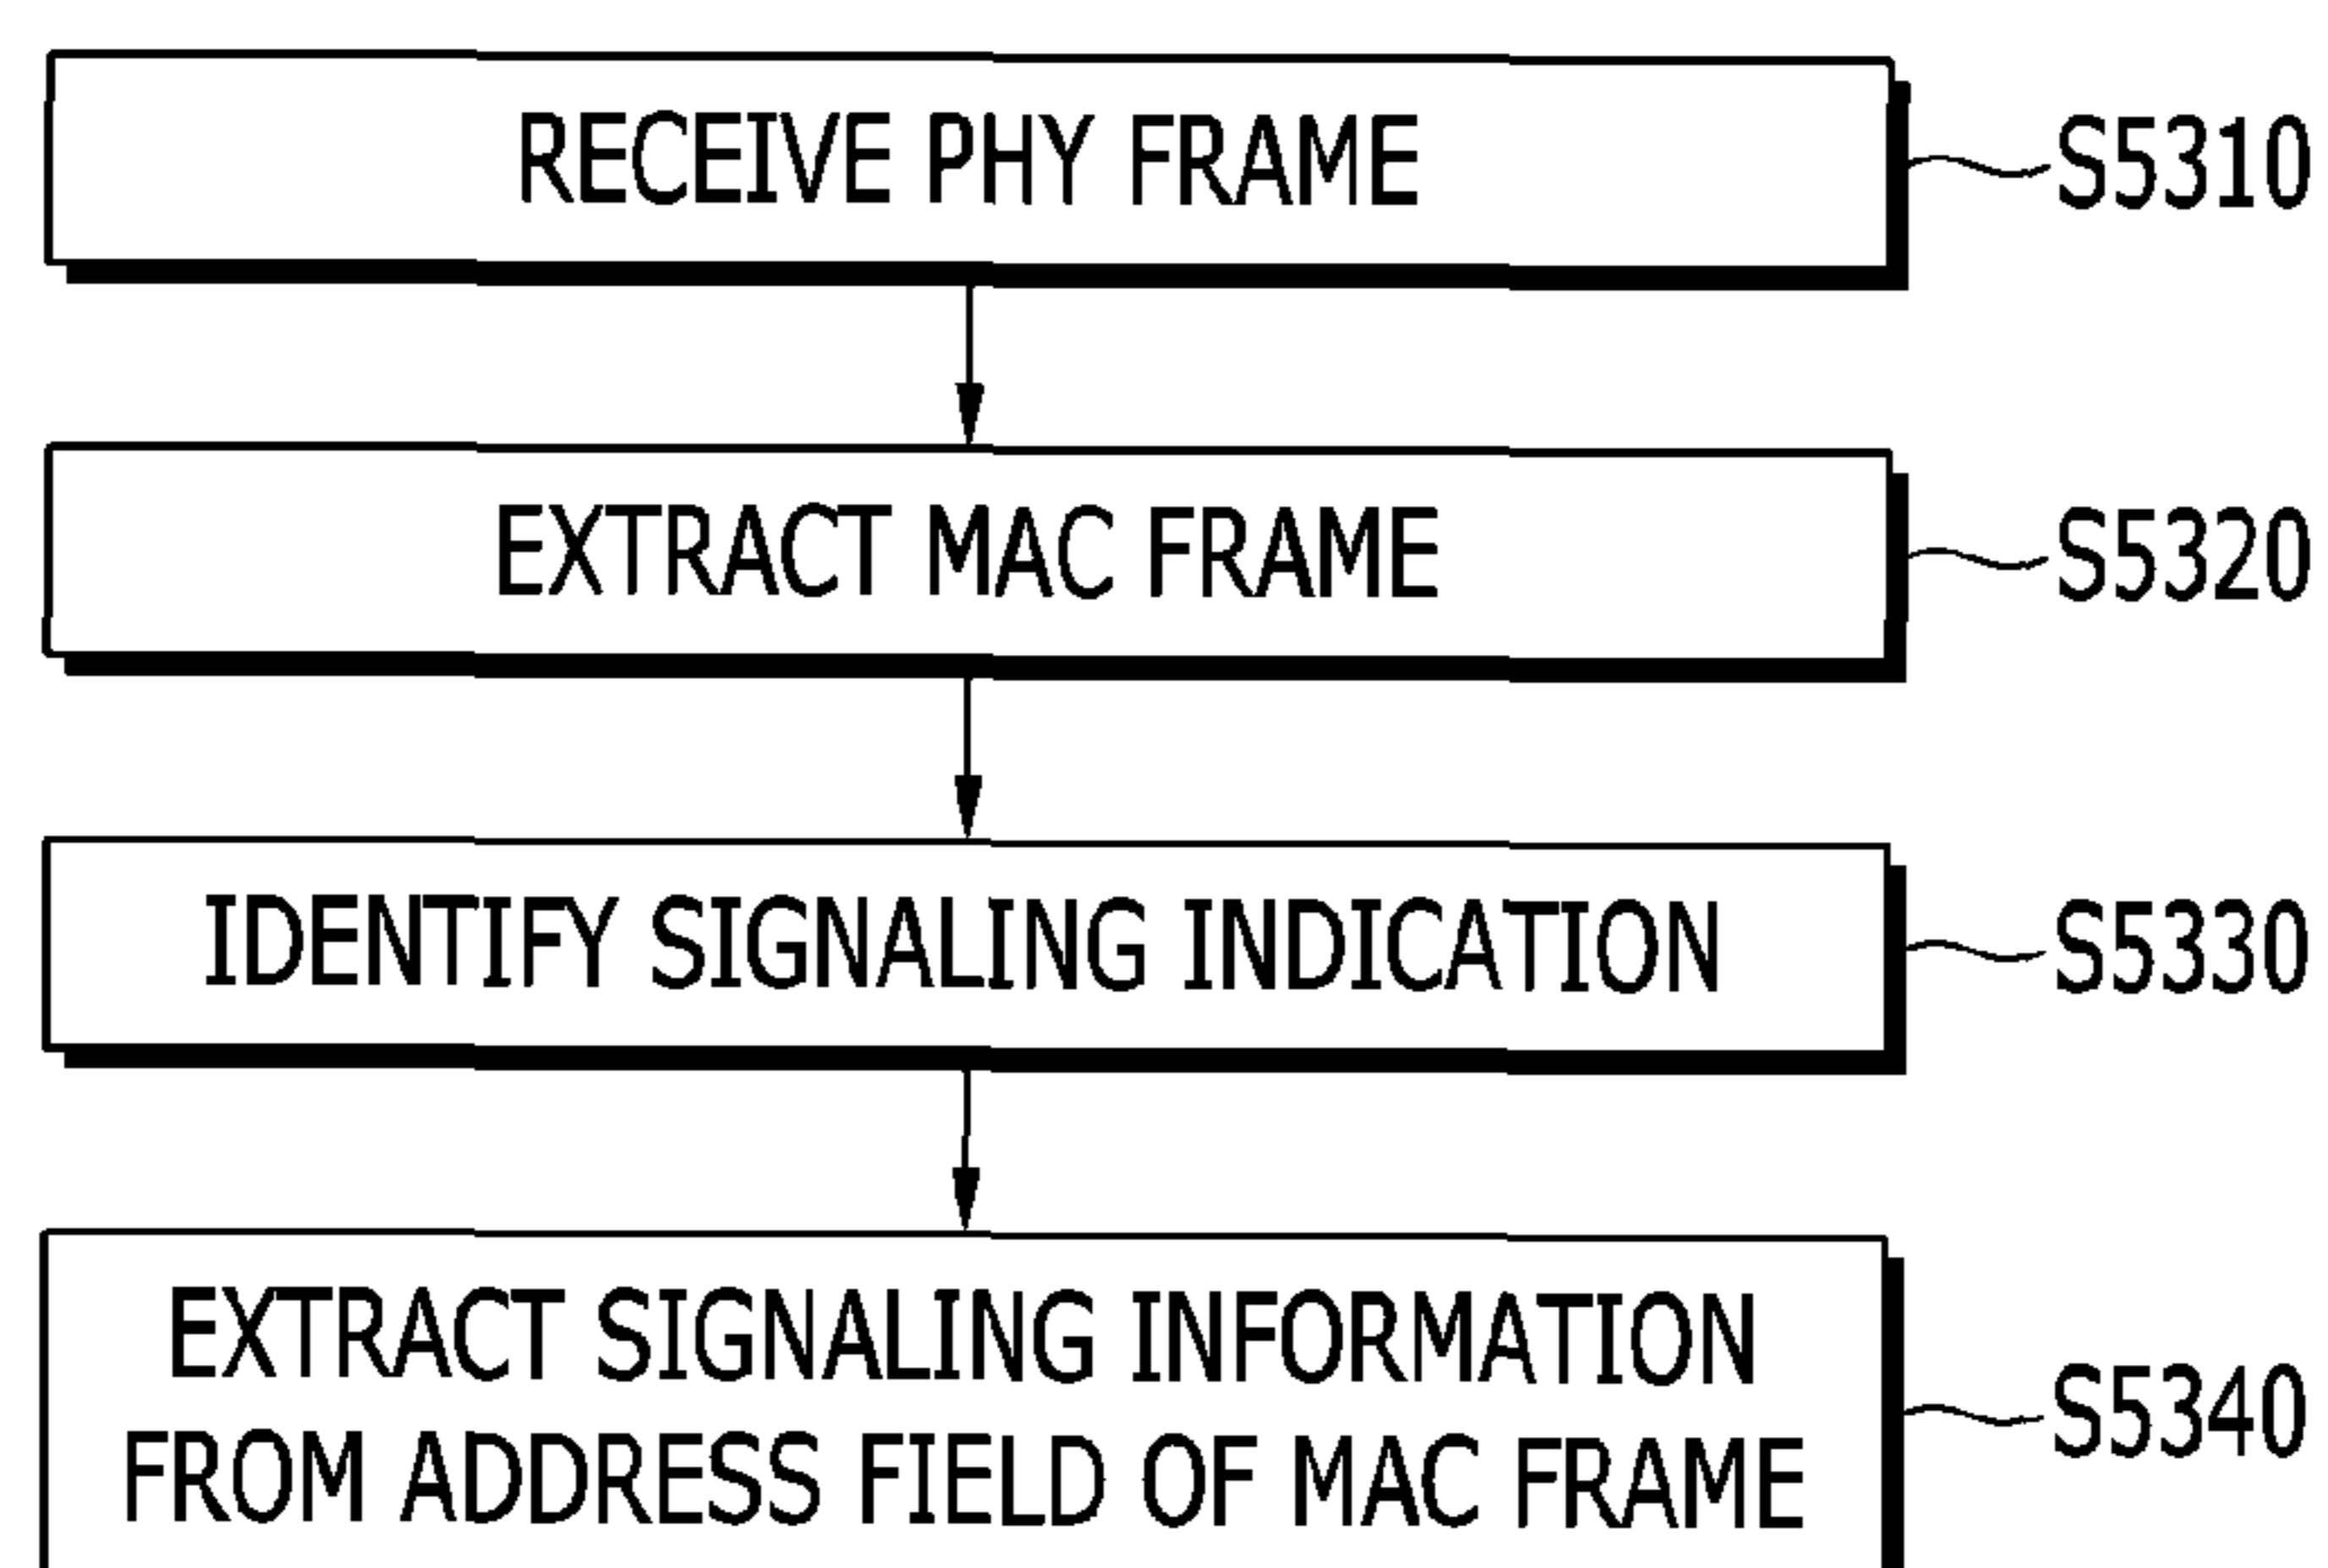 RECEIVE PHY FRAME
S5310
EXTRACT MAC FRAME
S5320
IDENTIFY SIGNALING INDICATION
S5330
EXTRACT SIGNALING INFORMATION
FROM ADDRESS FIELD OF MAC FRAME
S5340